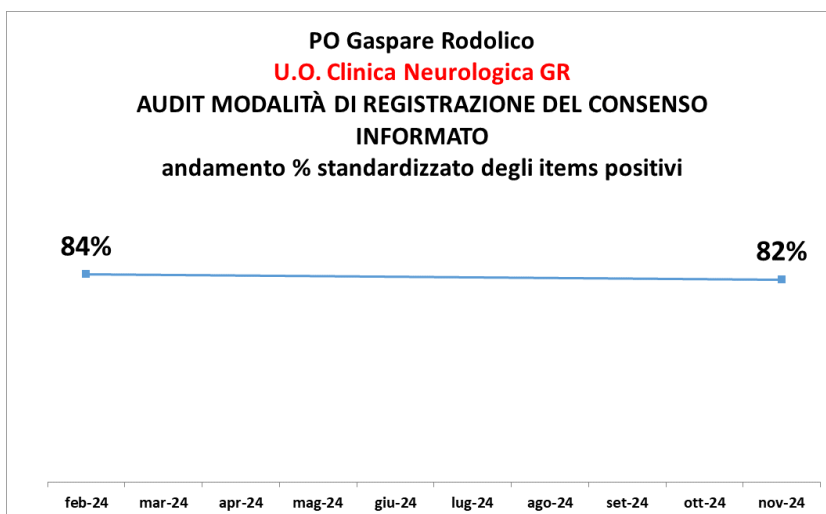 PO Gaspare Rodolico
U.O. Clinica Neurologica GR
AUDIT MODALITÀ DI REGISTRAZIONE DEL CONSENSO
INFORMATO
andamento % standardizzato degli items positivi
84%
82%
feb-24 mar-24 apr-24 mag-24 giu-24 lug-24 ago-24 set-24 ott-24 nov-24